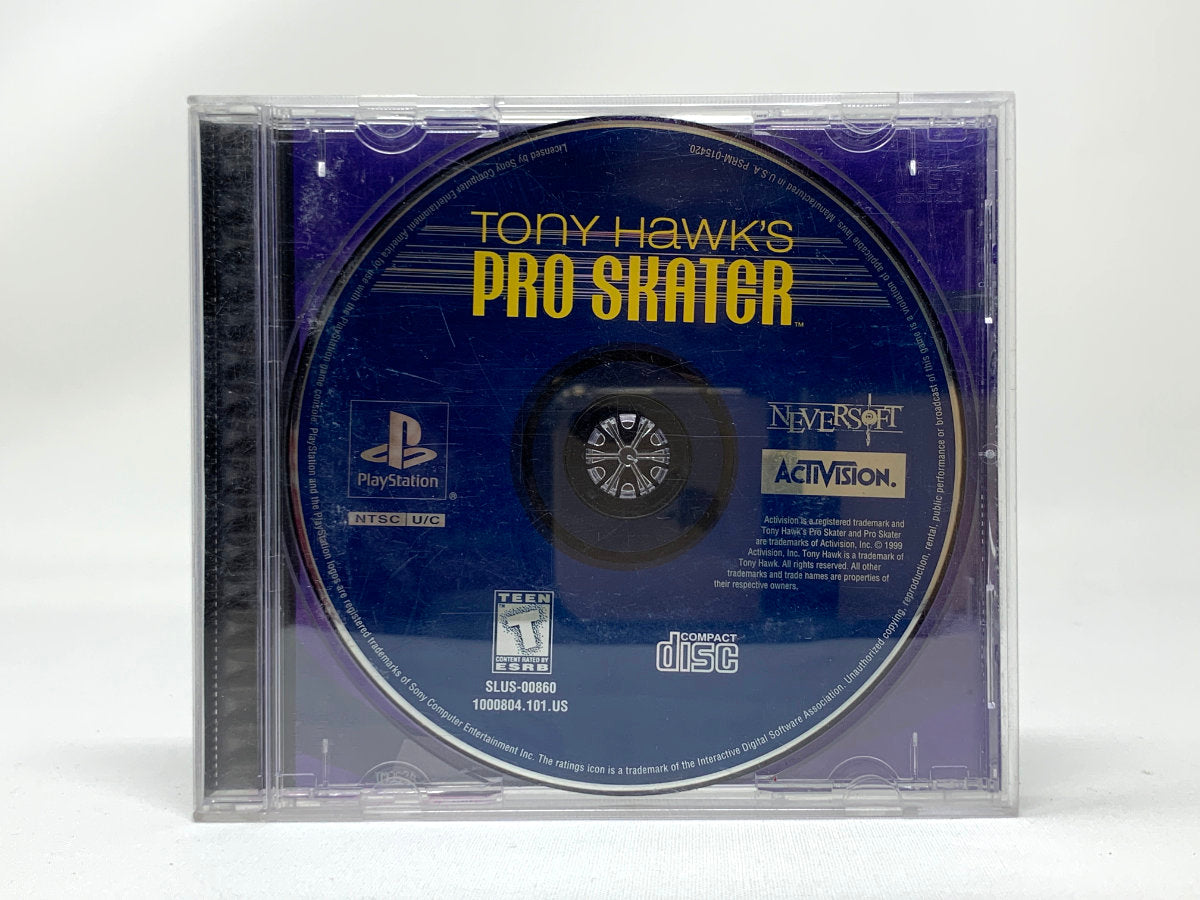 TONY HAWK'S
PRO SKATER™
PlayStation
®
NTSC U/C
NEVERSOFT
ACTIVISION.
Activision is a registered trademark and
Tony Hawk's Pro Skater and Pro Skater
are trademarks of Activision, Inc. © 1999
Activision, Inc. Tony Hawk is a trademark of
Tony Hawk. All rights reserved. All other
trademarks and trade names are properties of
their respective owners.
TEEN
™
T
CONTENT RATED BY
ESRB
SLUS-00860
1000804.101.US
COMPACT
disc
Licensed by Sony Computer Entertainment America for use with the PlayStation game console. PlayStation and the PlayStation logos are registered trademarks of Sony Computer Entertainment Inc. The ratings icon is a trademark of the Interactive Digital Software Association. Unauthorized copying, reproduction, rental, public performance or broadcast of this game is a violation of applicable laws. Manufactured in U.S.A. PSRM-015420.